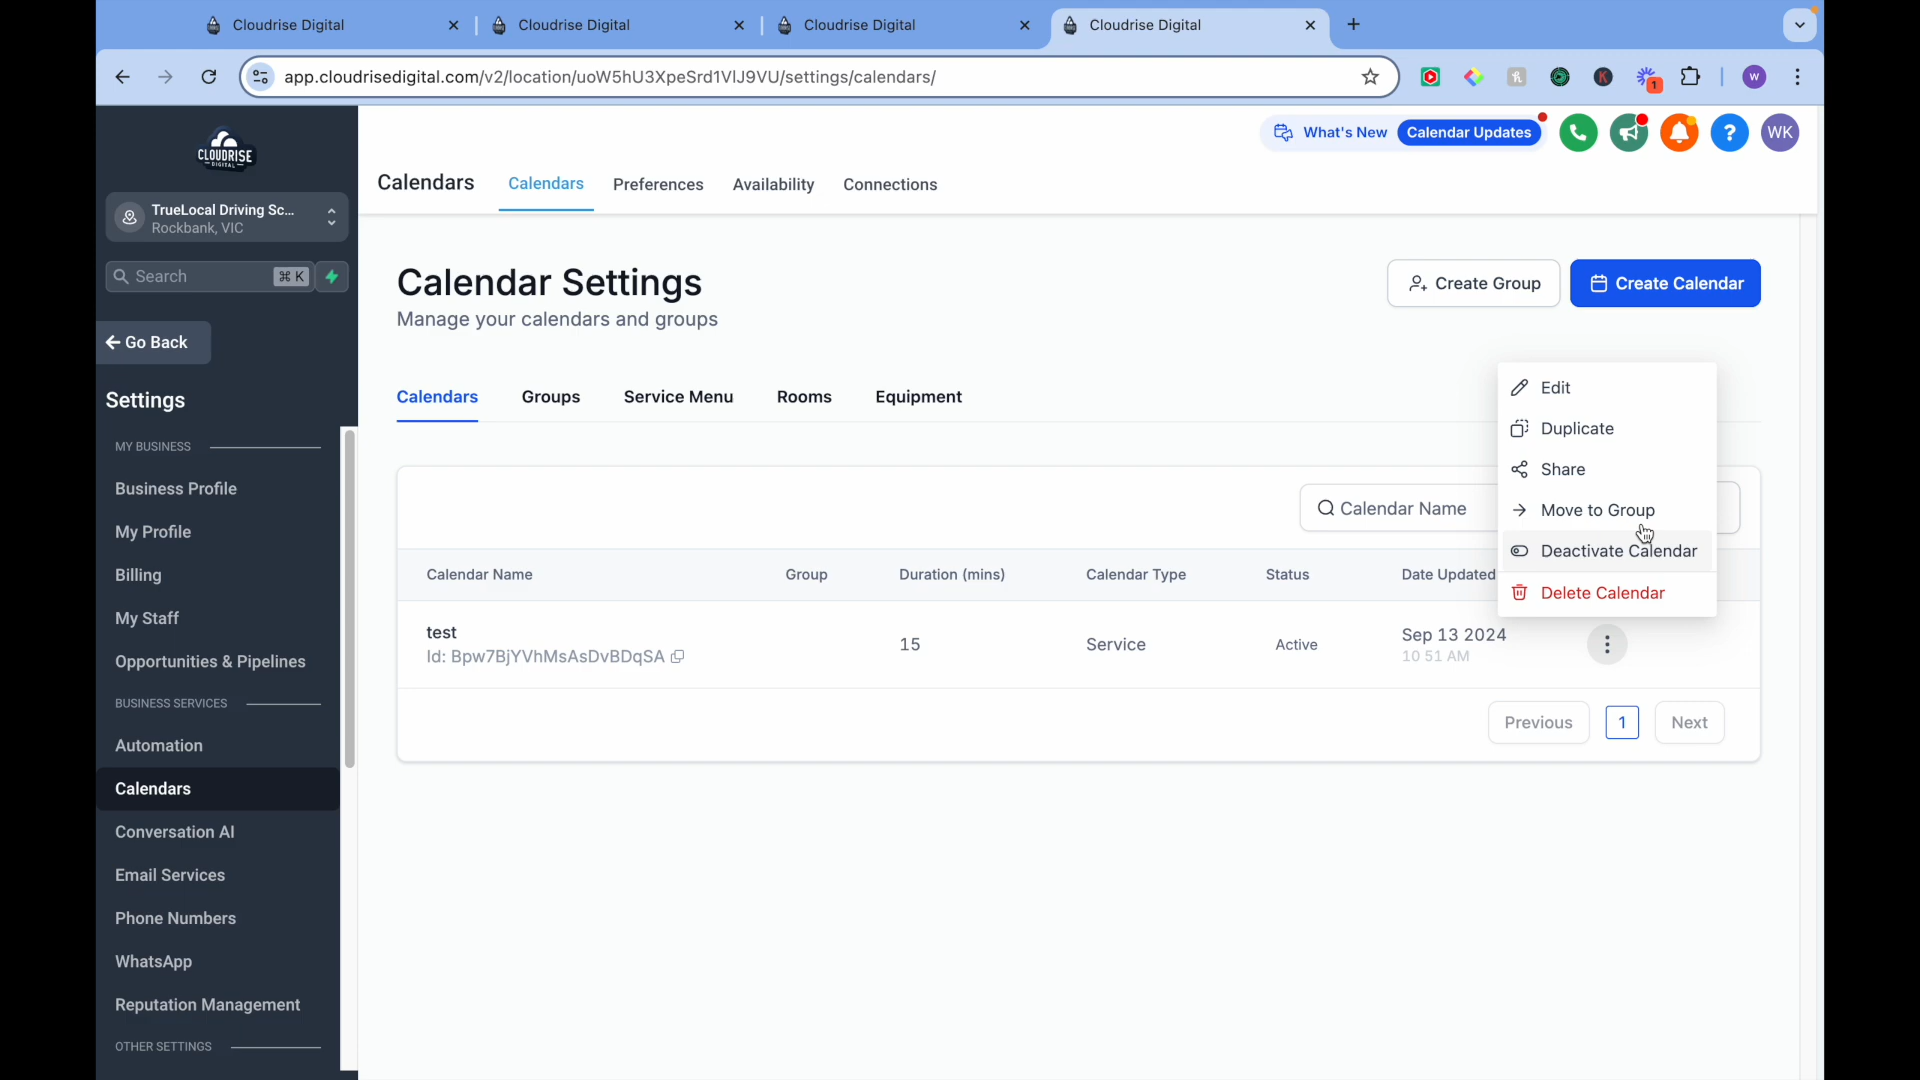 Cloudrise Digital
Cloudrise Digital
Cloudrise Digital
Cloudrise Digital
app.cloudrisedigital.com/v2/location/uoW5hU3XpeSrd1VIJ9VU/settings/calendars/
1
W
CLOUDRISE
DIGITAL
What's New
Calendar Updates
?
WK
Calendars
Calendars
Preferences
Availability
Connections
TrueLocal Driving Sc...
Rockbank, VIC
Search
⌘ K
Go Back
Settings
MY BUSINESS
Business Profile
My Profile
Billing
My Staff
Opportunities & Pipelines
BUSINESS SERVICES
Automation
Calendars
Conversation AI
Email Services
Phone Numbers
WhatsApp
Reputation Management
OTHER SETTINGS
Calendar Settings
Manage your calendars and groups
Create Group
Create Calendar
Calendars
Groups
Service Menu
Rooms
Equipment
Edit
Duplicate
Share
Move to Group
Deactivate Calendar
Delete Calendar
Calendar Name
Calendar Name
Group
Duration (mins)
Calendar Type
Status
Date Updated
test
Id: Bpw7BjYVhMsAsDvBDqSA
15
Service
Active
Sep 13 2024
10 51 AM
Previous
1
Next